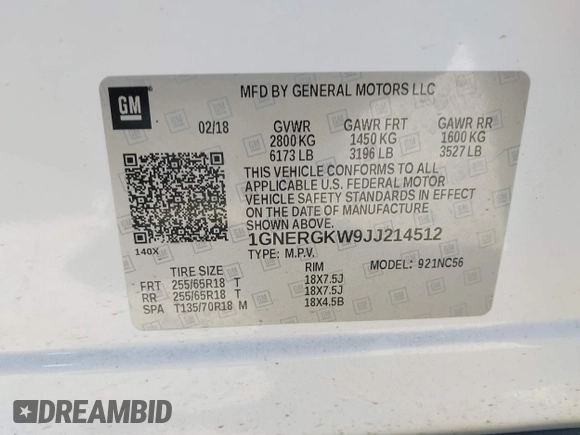 GM
MFD BY GENERAL MOTORS LLC
02/18 GVWR GAWR FRT GAWR RR
2800 KG 1450 KG 1600 KG
6173 LB 3196 LB 3527 LB
THIS VEHICLE CONFORMS TO ALL
APPLICABLE U.S. FEDERAL MOTOR
VEHICLE SAFETY STANDARDS IN EFFECT
ON THE DATE OF MANUFACTURE
SHOWN ABOVE.
140X
1GNERGKW9JJ214512
TYPE: M.P.V. MODEL: 921NC56
TIRE SIZE RIM
FRT 255/65R18 T 18X7.5J
RR 255/65R18 T 18X7.5J
SPA T135/70R18 M 18X4.5B
DREAMBID